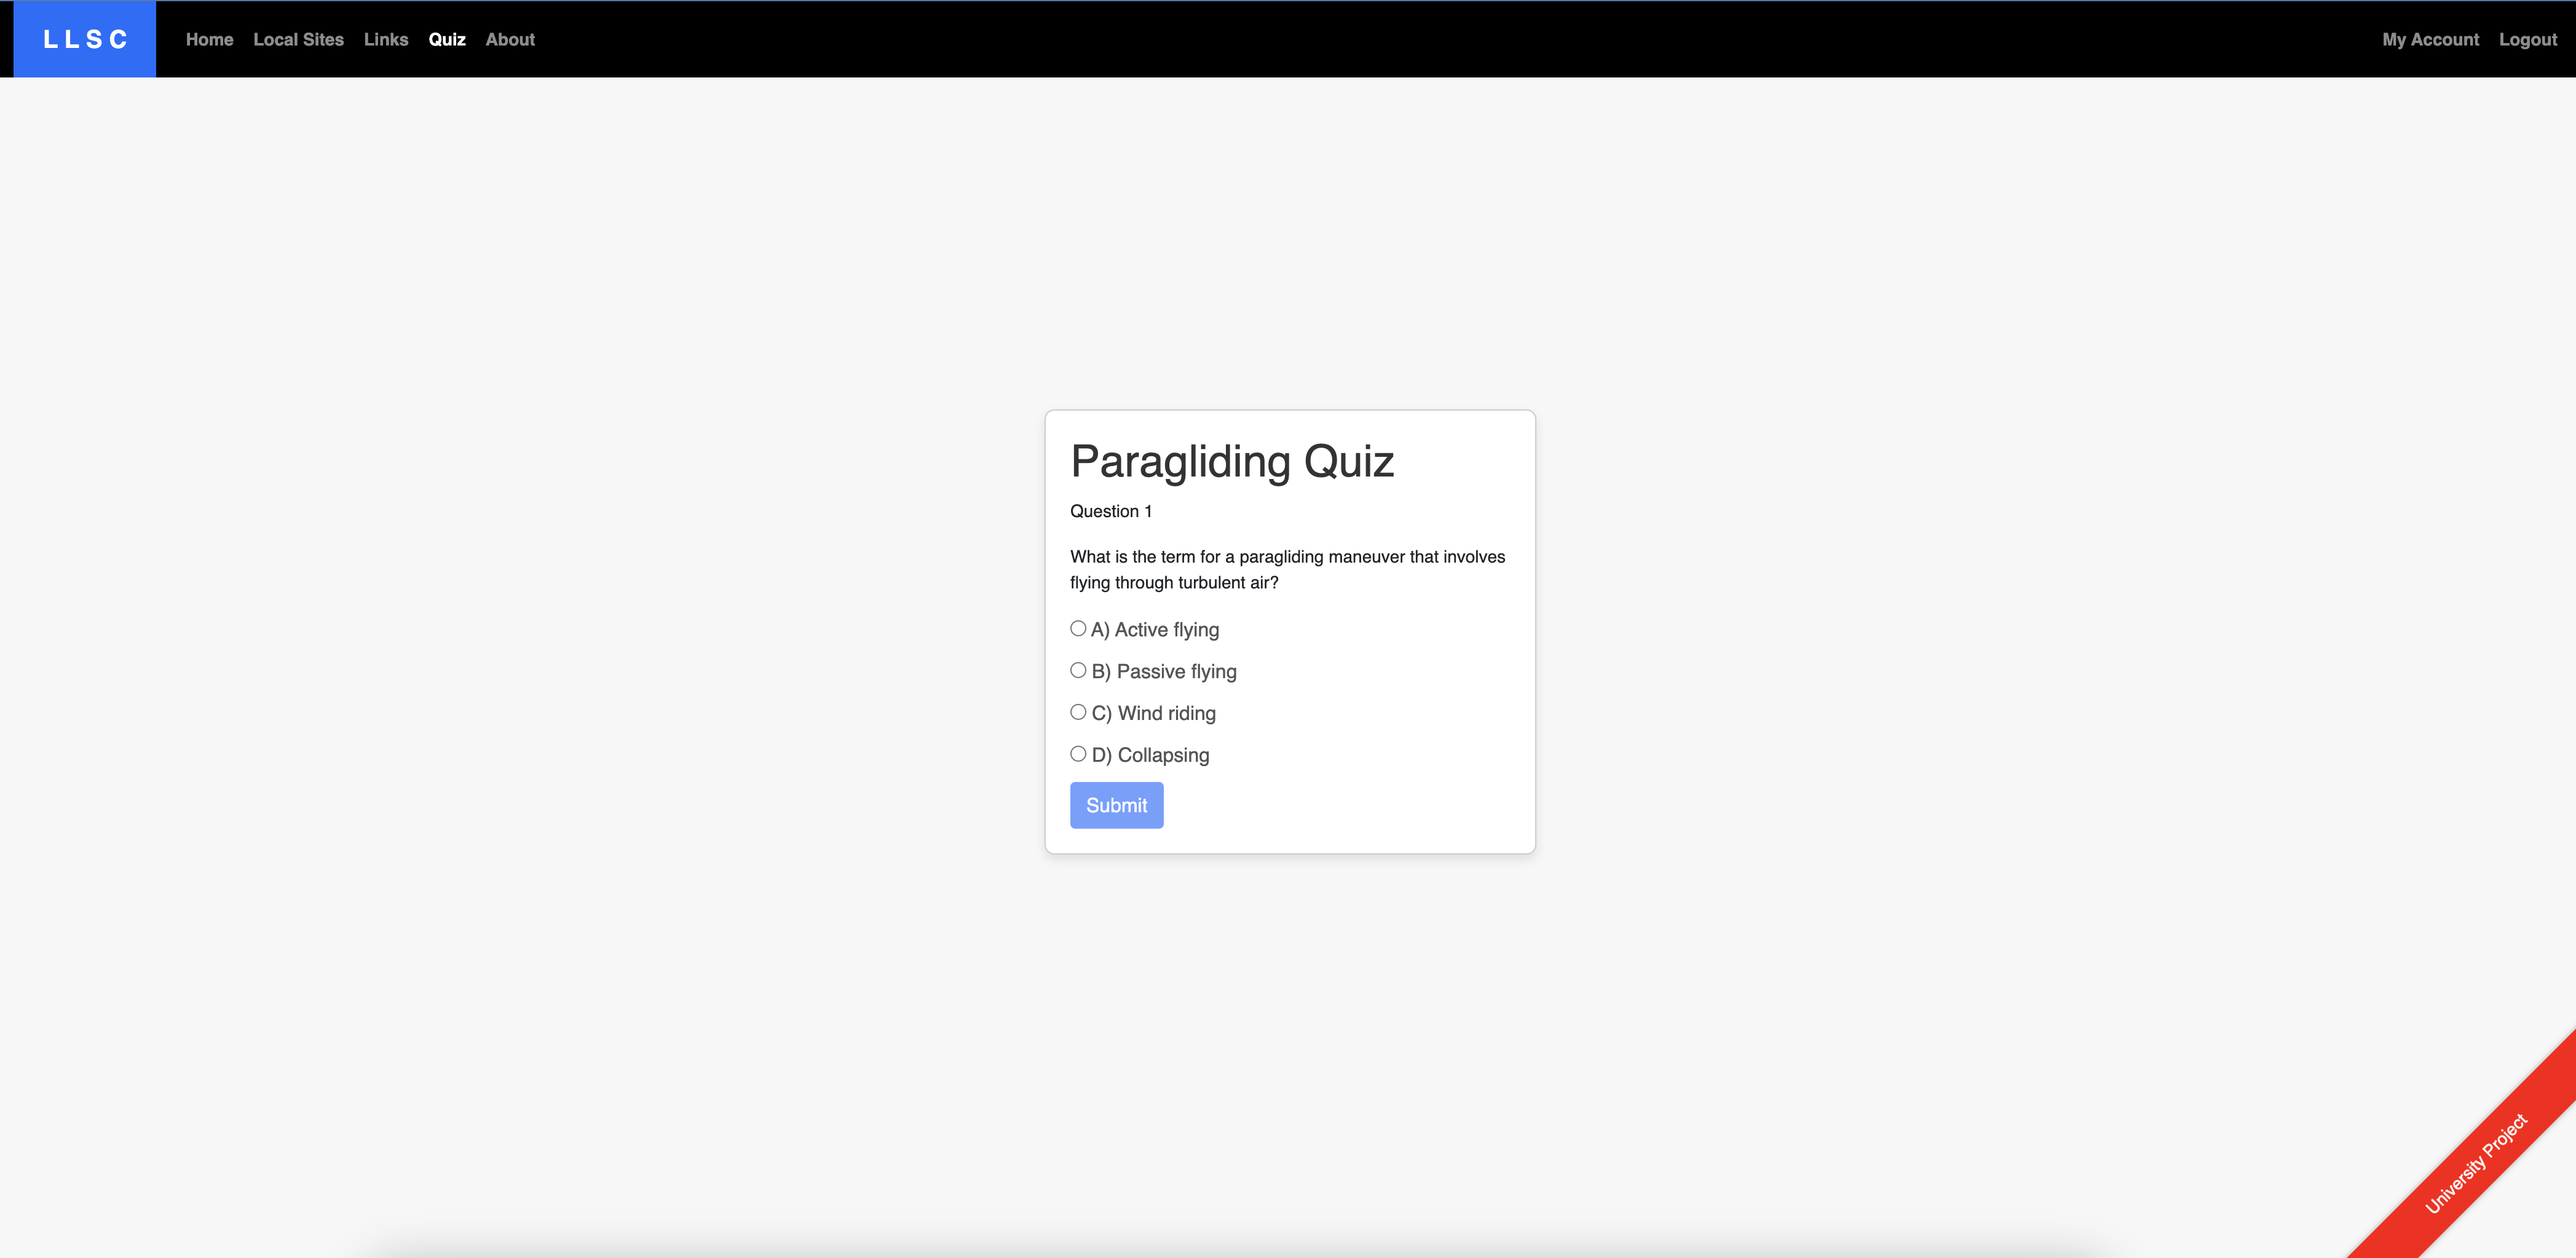 LLSC Home Local Sites Links Quiz About My Account Logout
Paragliding Quiz
Question 1
What is the term for a paragliding maneuver that involves
flying through turbulent air?
A) Active flying
B) Passive flying
C) Wind riding
D) Collapsing
Submit
University Project